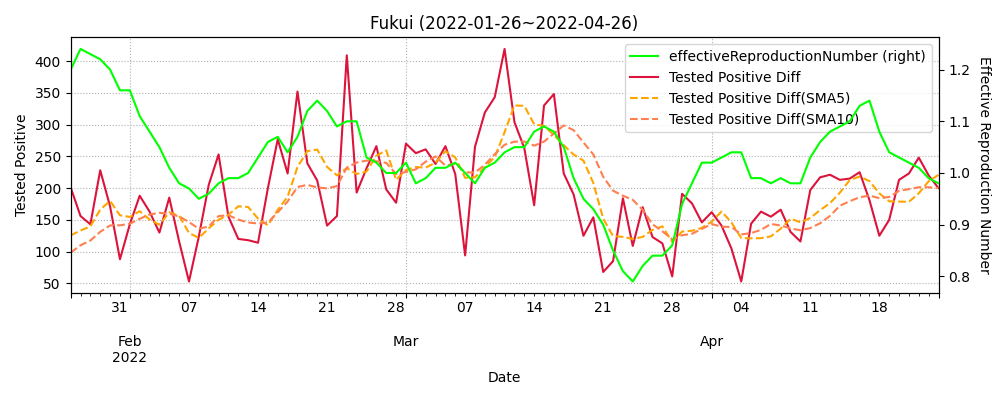 Fukui (2022-01-26~2022-04-26)
effectiveReproductionNumber (right)
Tested Positive Diff
Tested Positive Diff(SMA5)
Tested Positive Diff(SMA10)
Tested Positive
400
350
300
250
200
150
100
50
1.2
1.1
1.0
0.9
0.8
Effective Reproduction Number
31 07 14 21 28 07 14 21 28 04 11 18
Feb Mar Apr
2022
Date